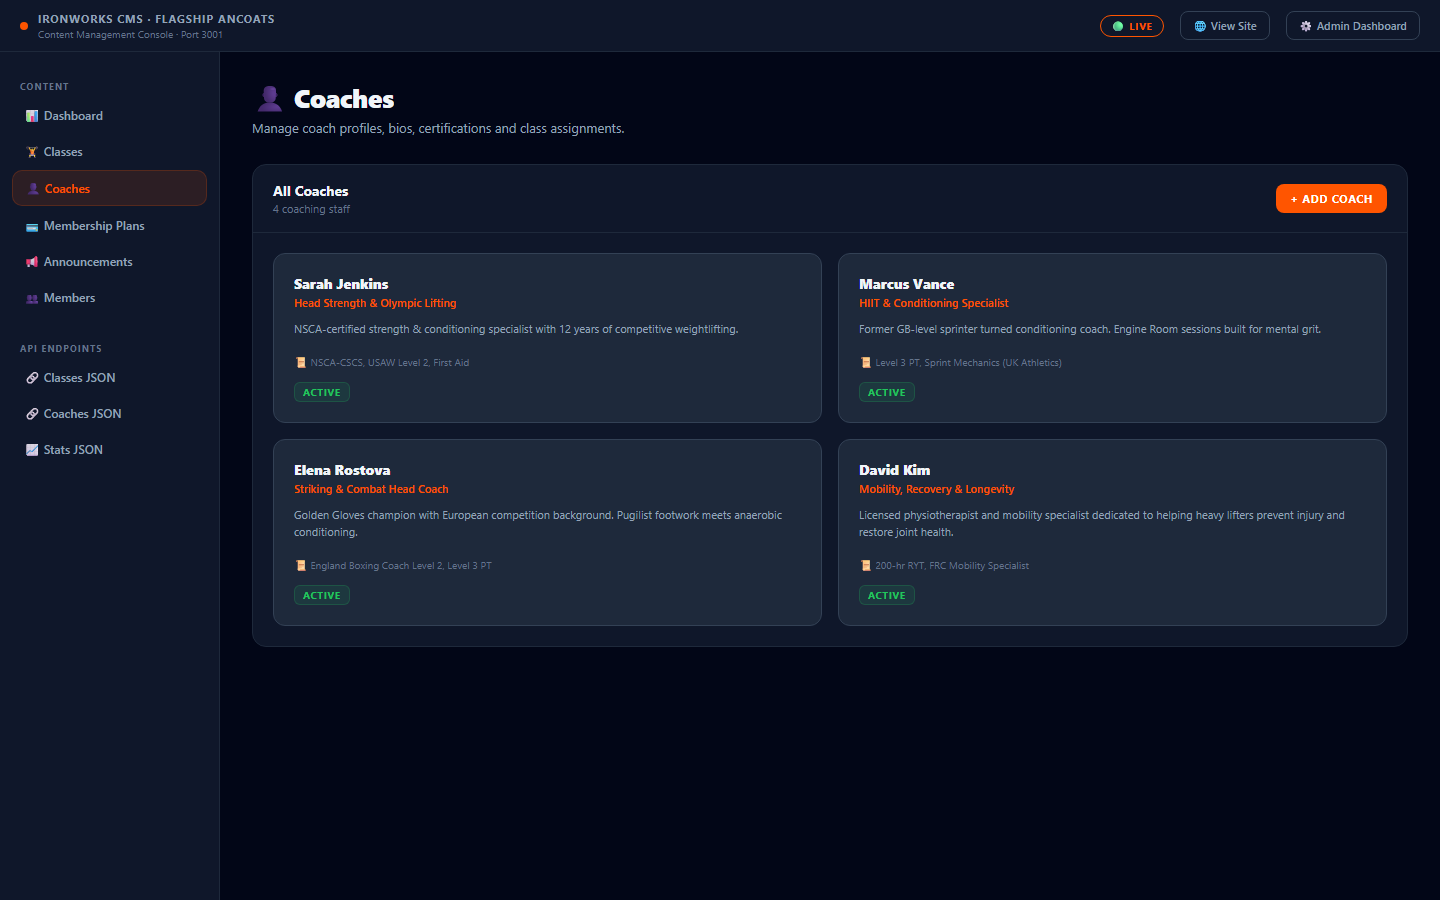 IRONWORKS CMS · FLAGSHIP ANCOATS
Content Management Console · Port 3001
LIVE
View Site
Admin Dashboard
CONTENT
Dashboard
Classes
Coaches
Membership Plans
Announcements
Members
API ENDPOINTS
Classes JSON
Coaches JSON
Stats JSON
Coaches
Manage coach profiles, bios, certifications and class assignments.
All Coaches
4 coaching staff
+ ADD COACH
Sarah Jenkins
Head Strength & Olympic Lifting
NSCA-certified strength & conditioning specialist with 12 years of competitive weightlifting.
NSCA-CSCS, USAW Level 2, First Aid
ACTIVE
Marcus Vance
HIIT & Conditioning Specialist
Former GB-level sprinter turned conditioning coach. Engine Room sessions built for mental grit.
Level 3 PT, Sprint Mechanics (UK Athletics)
ACTIVE
Elena Rostova
Striking & Combat Head Coach
Golden Gloves champion with European competition background. Pugilist footwork meets anaerobic
conditioning.
England Boxing Coach Level 2, Level 3 PT
ACTIVE
David Kim
Mobility, Recovery & Longevity
Licensed physiotherapist and mobility specialist dedicated to helping heavy lifters prevent injury and
restore joint health.
200-hr RYT, FRC Mobility Specialist
ACTIVE